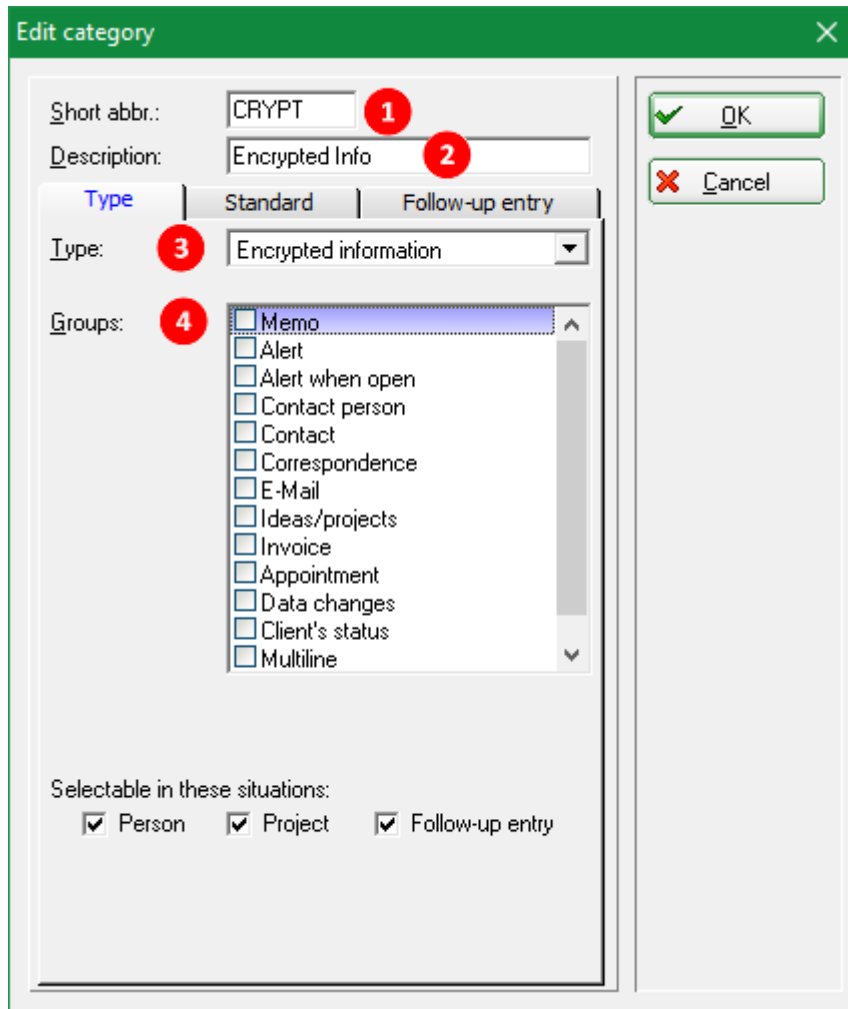 Edit category
Short abbr.: CRYPT 1
Description: Encrypted Info 2
Type Standard Follow-up entry
Type: 3 Encrypted information
Groups: 4 Memo
Alert
Alert when open
Contact person
Contact
Correspondence
E-Mail
Ideas/projects
Invoice
Appointment
Data changes
Client's status
Multiline
Selectable in these situations:
Person Project Follow-up entry
OK
Cancel